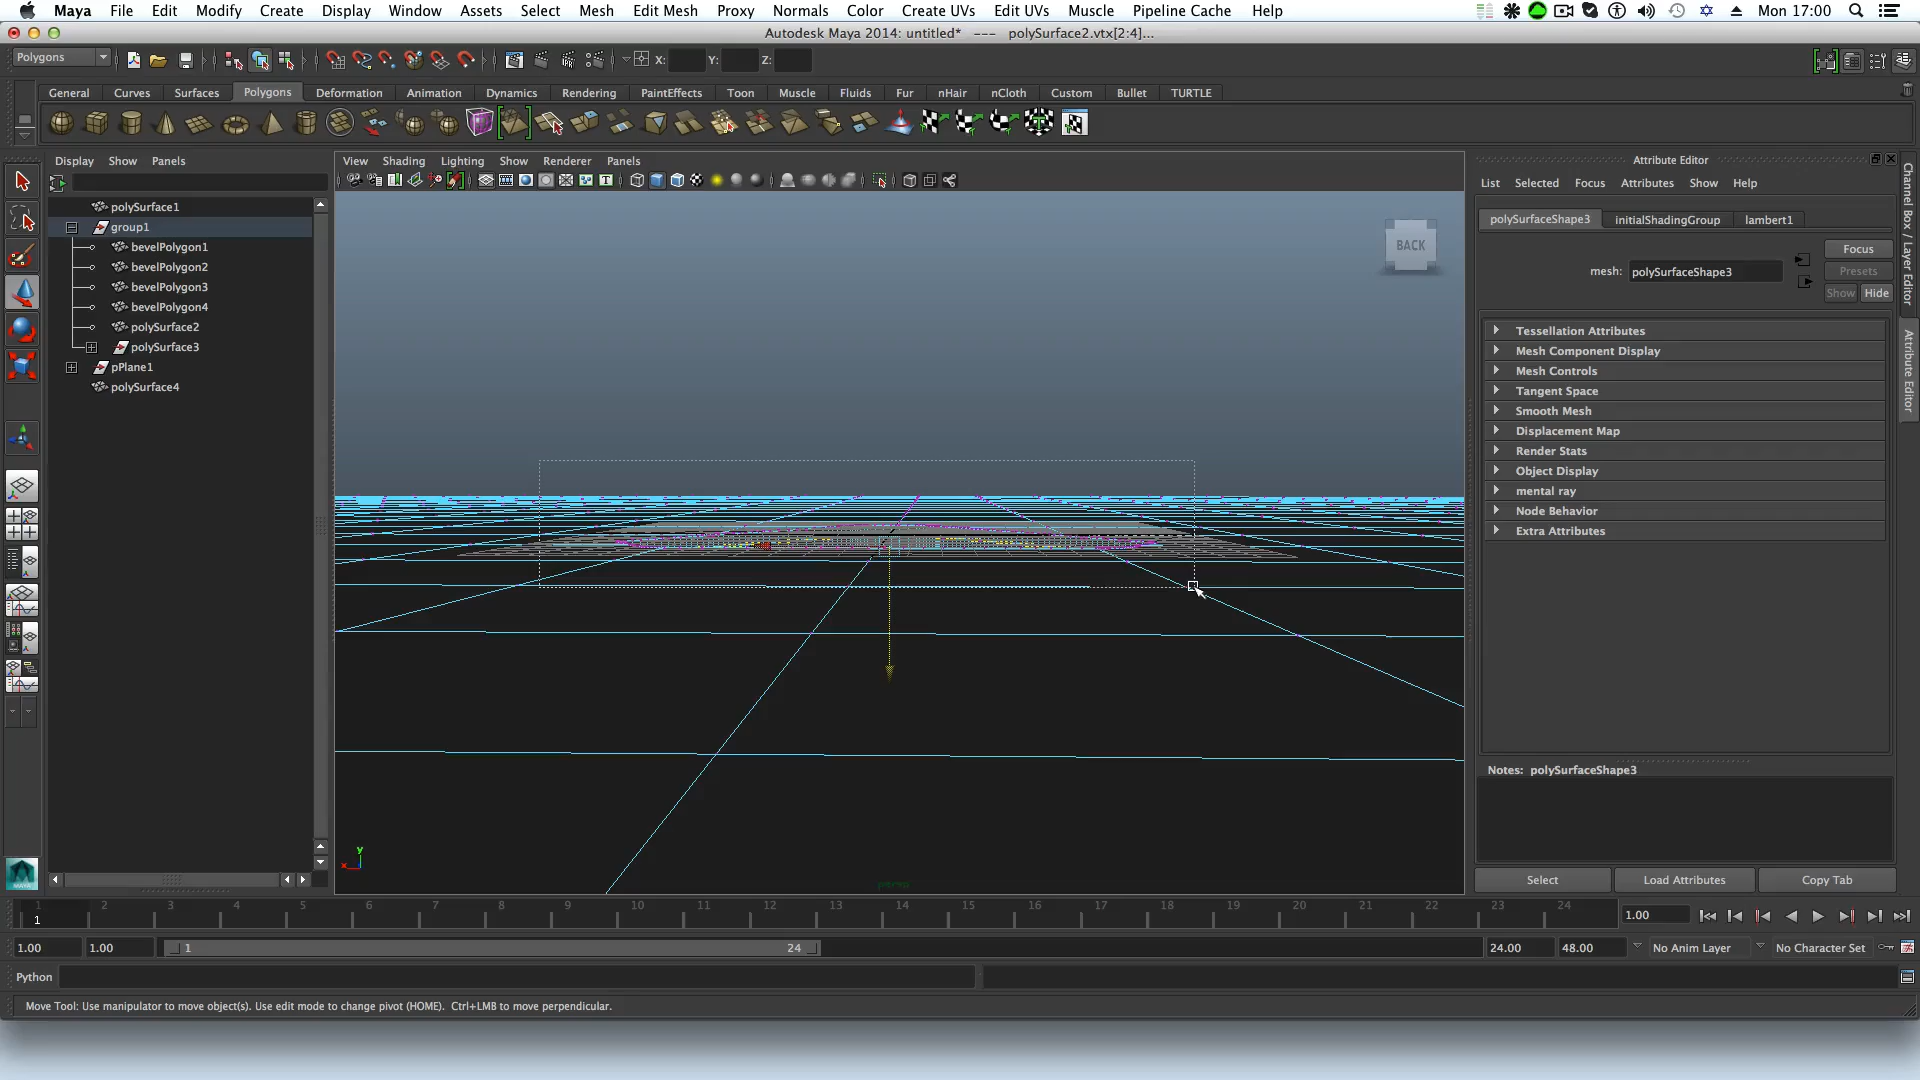 Maya File Edit Modify Create Display Window Assets Select Mesh Edit Mesh Proxy Normals Color Create UVs Edit UVs Muscle Pipeline Cache Help Mon 17:00
Autodesk Maya 2014: untitled* --- polySurface2.vtx[2:4]...
Polygons X: Y: Z:
General Curves Surfaces Polygons Deformation Animation Dynamics Rendering PaintEffects Toon Muscle Fluids Fur nHair nCloth Custom Bullet TURTLE
Display Show Panels
View Shading Lighting Show Renderer Panels
polySurface1
group1
bevelPolygon1
bevelPolygon2
bevelPolygon3
bevelPolygon4
polySurface2
polySurface3
pPlane1
polySurface4
BACK
y
x
persp
Attribute Editor
List Selected Focus Attributes Show Help
polySurfaceShape3 initialShadingGroup lambert1
Focus
mesh: polySurfaceShape3 Presets
Show Hide
Tessellation Attributes
Mesh Component Display
Mesh Controls
Tangent Space
Smooth Mesh
Displacement Map
Render Stats
Object Display
mental ray
Node Behavior
Extra Attributes
Notes: polySurfaceShape3
Select Load Attributes Copy Tab
Channel Box / Layer Editor
Attribute Editor
MAYA
1 2 3 4 5 6 7 8 9 10 11 12 13 14 15 16 17 18 19 20 21 22 23 24
1 1.00
1.00 1.00 1 24 24.00 48.00 No Anim Layer No Character Set
Python
Move Tool: Use manipulator to move object(s). Use edit mode to change pivot (HOME). Ctrl+LMB to move perpendicular.